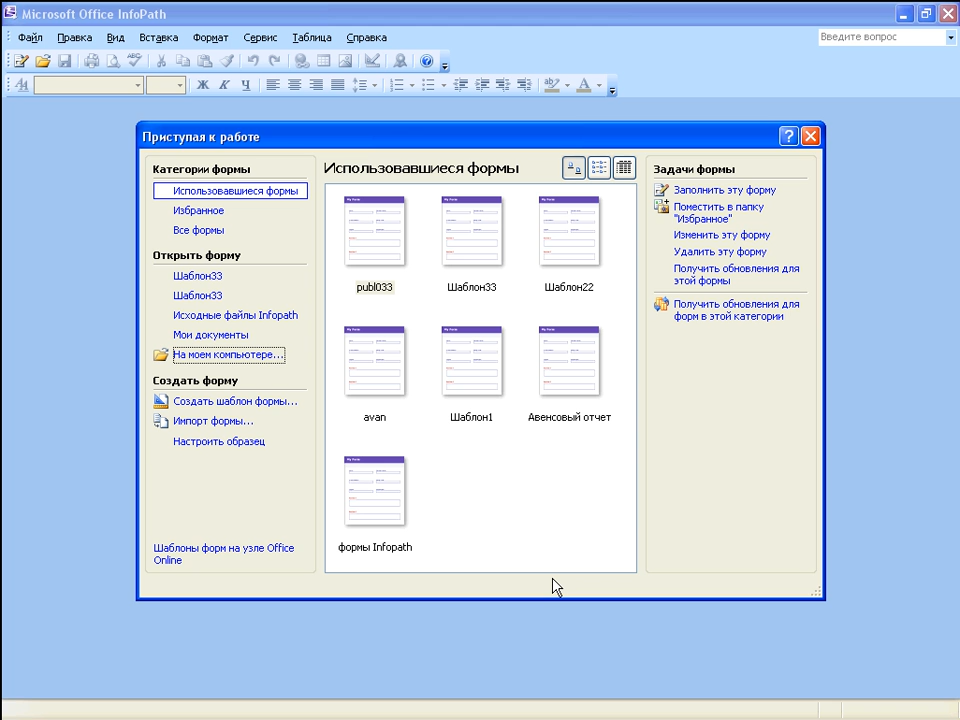 Microsoft Office InfoPath
Файл Правка Вид Вставка Формат Сервис Таблица Справка
Введите вопрос
Ж К Ч
Приступая к работе
Категории формы
Использовавшиеся формы
Избранное
Все формы
Открыть форму
Шаблон33
Шаблон33
Исходные файлы Infopath
Мои документы
На моем компьютере...
Создать форму
Создать шаблон формы...
Импорт формы...
Настроить образец
Шаблоны форм на узле Office
Online
Использовавшиеся формы
publ033
Шаблон33
Шаблон22
avan
Шаблон1
Авенсовый отчет
формы Infopath
Задачи формы
Заполнить эту форму
Поместить в папку
"Избранное"
Изменить эту форму
Удалить эту форму
Получить обновления для
этой формы
Получить обновления для
форм в этой категории